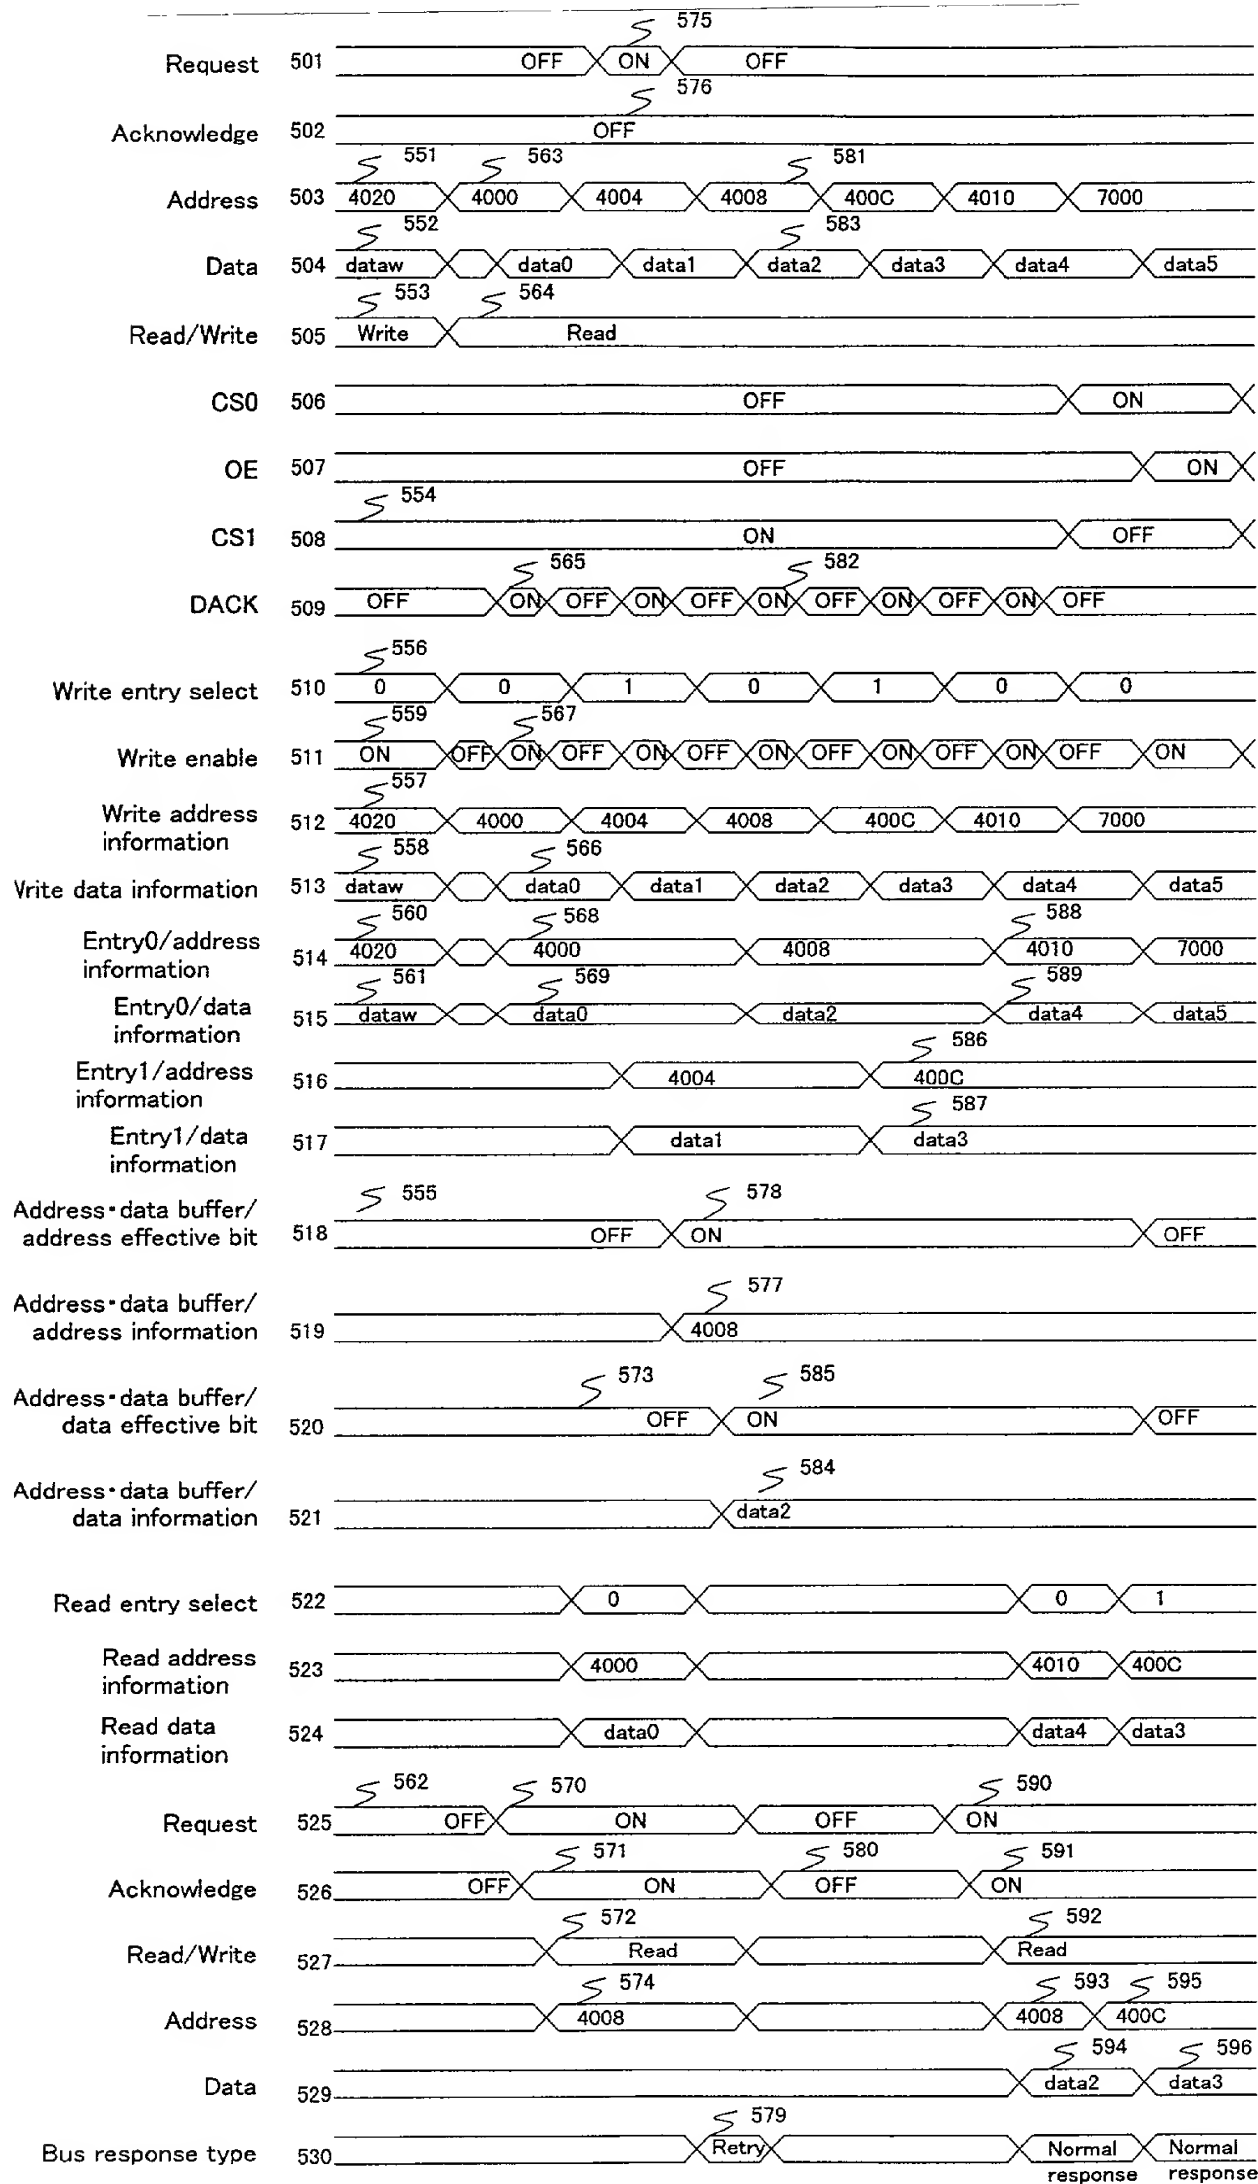 575
Request 501 OFF ON OFF
576
Acknowledge 502 OFF
551 563 581
Address 503 4020 4000 4004 4008 400C 4010 7000
552 583
Data 504 dataw data0 data1 data2 data3 data4 data5
553 564
Read/Write 505 Write Read
CS0 506 OFF ON
OE 507 OFF ON
554
CS1 508 ON OFF
565 582
DACK 509 OFF ON OFF ON OFF ON OFF ON OFF ON OFF
556
Write entry select 510 0 0 1 0 1 0 0
559 567
Write enable 511 ON OFF ON OFF ON OFF ON OFF ON OFF ON OFF ON
557
Write address
information 512 4020 4000 4004 4008 400C 4010 7000
558 566
Write data information 513 dataw data0 data1 data2 data3 data4 data5
560 568 588
Entry0/address
information 514 4020 4000 4008 4010 7000
561 569 589
Entry0/data
information 515 dataw data0 data2 data4 data5
586
Entry1/address
information 516 4004 400C
587
Entry1/data
information 517 data1 data3
555 578
Address・data buffer/
address effective bit 518 OFF ON OFF
577
Address・data buffer/
address information 519 4008
573 585
Address・data buffer/
data effective bit 520 OFF ON OFF
584
Address・data buffer/
data information 521 data2
Read entry select 522 0 0 1
Read address
information 523 4000 4010 400C
Read data
information 524 data0 data4 data3
562 570 590
Request 525 OFF ON OFF ON
571 580 591
Acknowledge 526 OFF ON OFF ON
572 592
Read/Write 527 Read Read
574 593 595
Address 528 4008 4008 400C
594 596
Data 529 data2 data3
579
Bus response type 530 Retry Normal Normal
response response